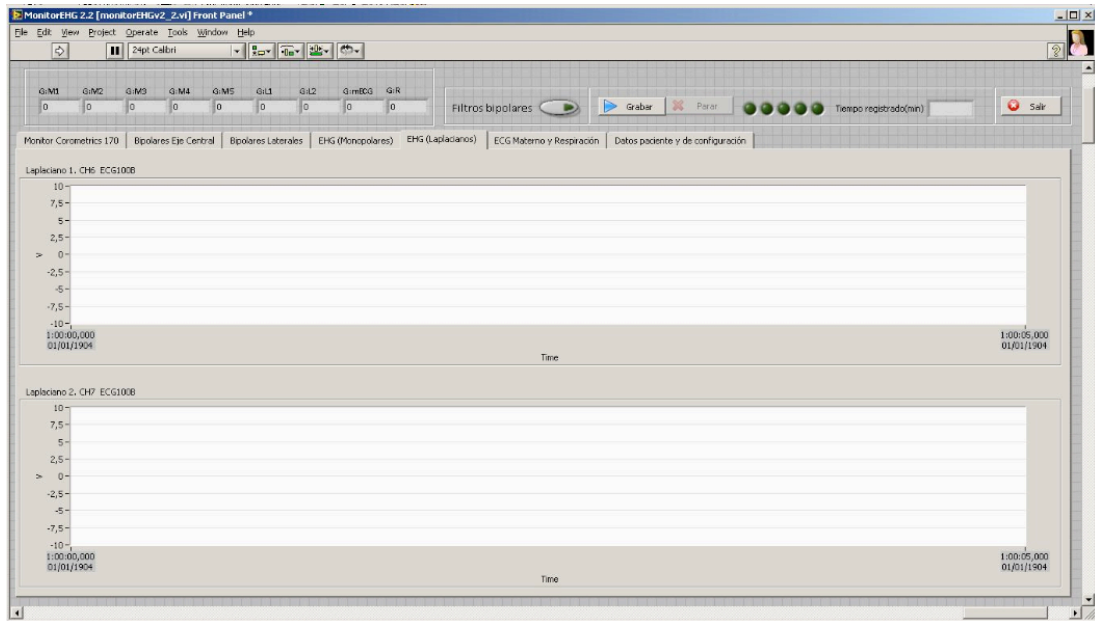 MonitorEHG 2.2 [monitorEHGv2_2.vi] Front Panel *
File Edit View Project Operate Tools Window Help
24pt Calibri
G:M1 G:M2 G:M3 G:M4 G:M5 G:L1 G:L2 G:mECG G:R
0 0 0 0 0 0 0 0 0
Filtros bipolares Grabar Parar Tiempo registrado(min) Salir
Monitor Corometrics 170 Bipolares Eje Central Bipolares Laterales EHG (Monopolares) EHG (Laplacianos) ECG Materno y Respiración Datos paciente y de configuración
Laplaciano 1. CH6 ECG100B
10
7,5
5
2,5
V 0
-2,5
-5
-7,5
-10
1:00:00,000 1:00:05,000
01/01/1904 01/01/1904
Time
Laplaciano 2. CH7 ECG100B
10
7,5
5
2,5
V 0
-2,5
-5
-7,5
-10
1:00:00,000 1:00:05,000
01/01/1904 01/01/1904
Time